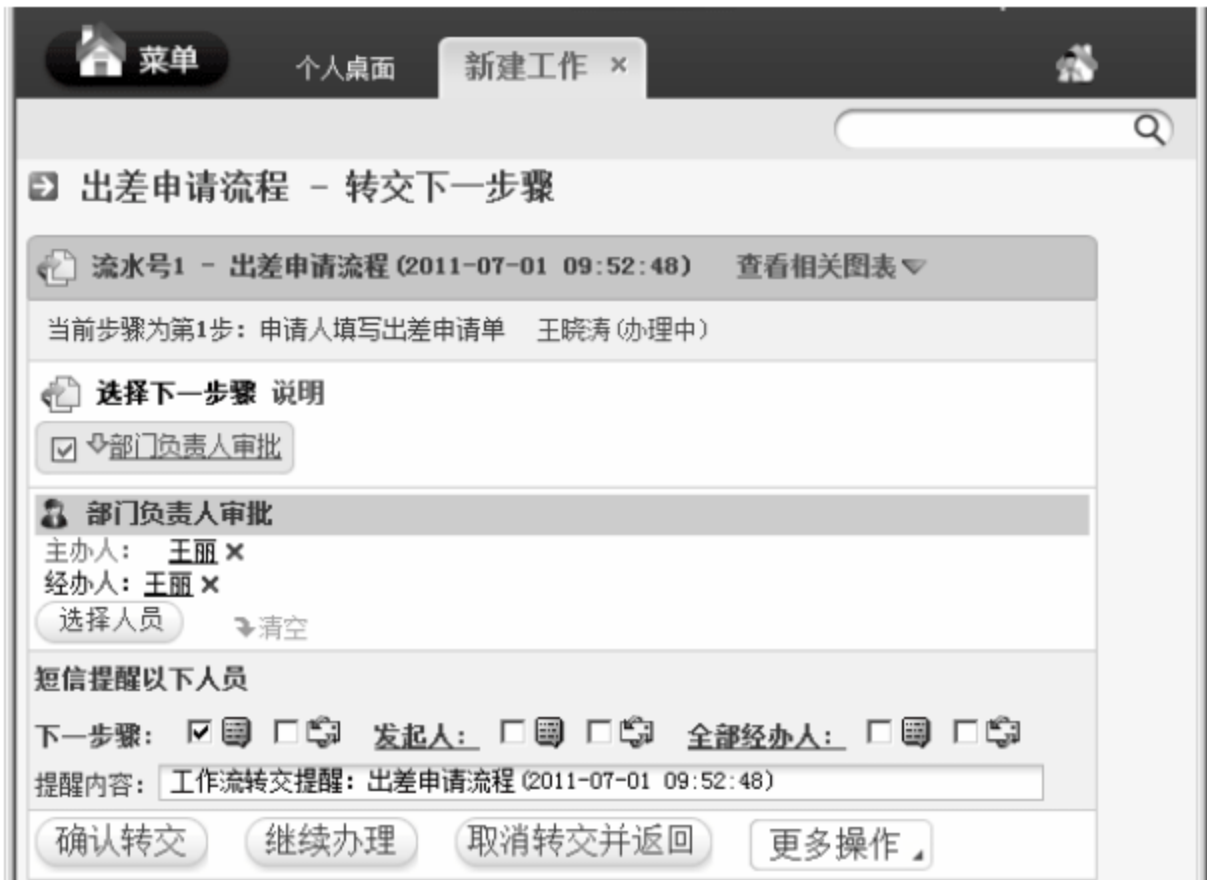 菜单 个人桌面 新建工作 ×
出差申请流程 - 转交下一步骤
流水号1 - 出差申请流程(2011-07-01 09:52:48) 查看相关图表
当前步骤为第1步：申请人填写出差申请单 王晓涛(办理中)
选择下一步骤 说明
部门负责人审批
部门负责人审批
主办人： 王丽 ×
经办人：王丽 ×
选择人员 清空
短信提醒以下人员
下一步骤： 发起人： 全部经办人：
提醒内容： 工作流转交提醒：出差申请流程(2011-07-01 09:52:48)
确认转交 继续办理 取消转交并返回 更多操作